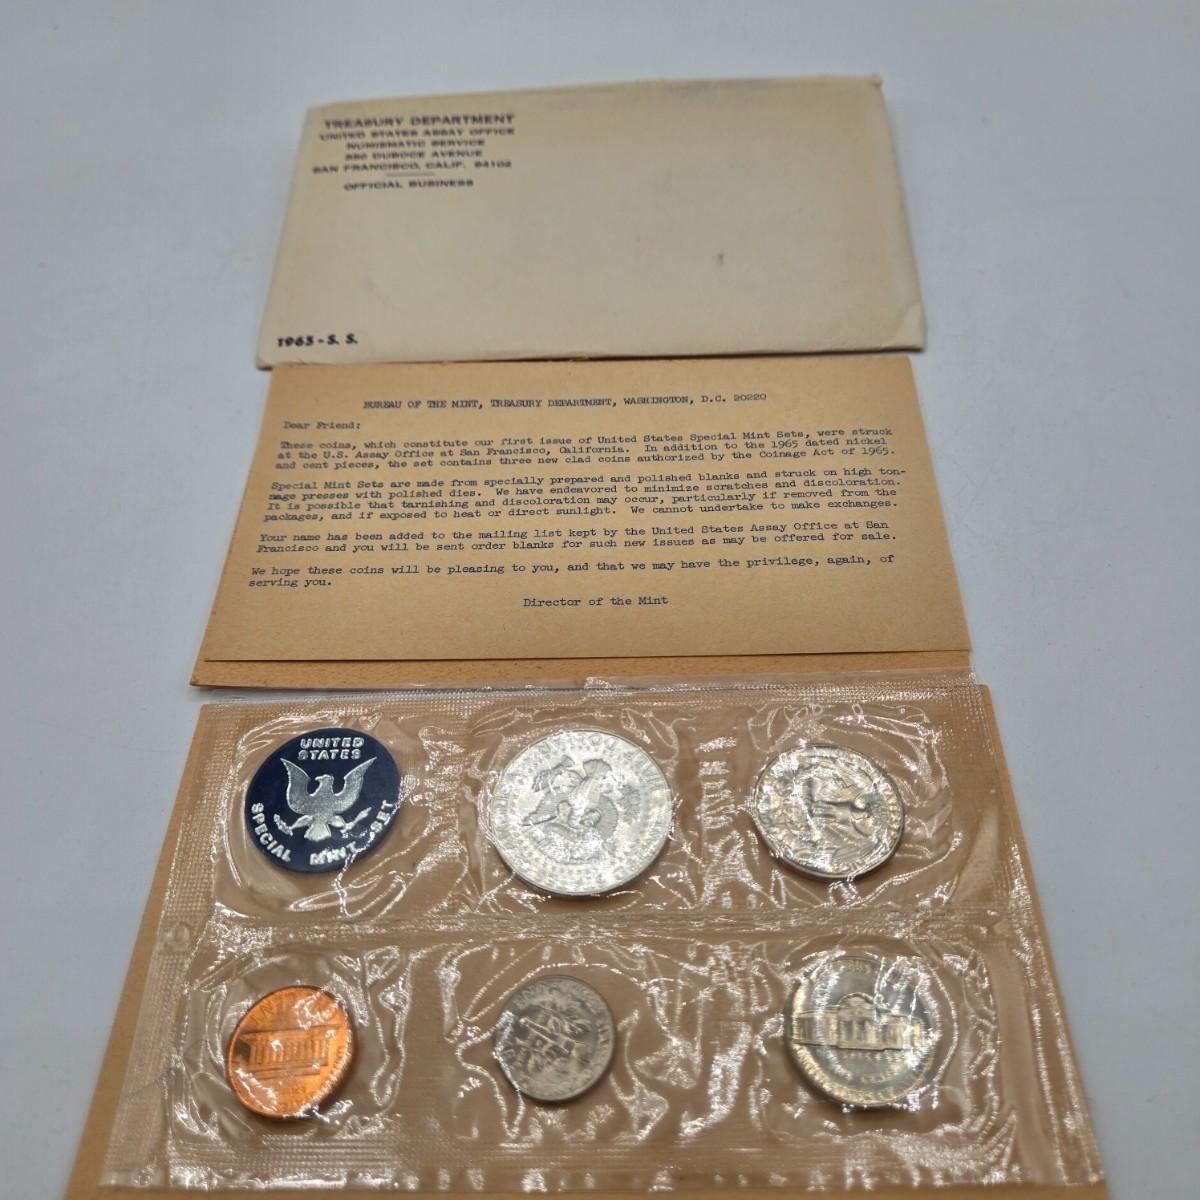 TREASURY DEPARTMENT
UNITED STATES ASSAY OFFICE
NUMISMATIC SERVICE
350 DUBOCE AVENUE
SAN FRANCISCO, CALIF. 94102
OFFICIAL BUSINESS
1965-S. S.
BUREAU OF THE MINT, TREASURY DEPARTMENT, WASHINGTON, D.C. 20220
Dear Friend:
These coins, which constitute our first issue of United States Special Mint Sets, were struck
at the U.S. Assay Office at San Francisco, California. In addition to the 1965 dated nickel
and cent pieces, the set contains three new clad coins authorized by the Coinage Act of 1965.
Special Mint Sets are made from specially prepared and polished blanks and struck on high ton-
nage presses with polished dies. We have endeavored to minimize scratches and discoloration.
It is possible that tarnishing and discoloration may occur, particularly if removed from the
packages, and if exposed to heat or direct sunlight. We cannot undertake to make exchanges.
Your name has been added to the mailing list kept by the United States Assay Office at San
Francisco and you will be sent order blanks for such new issues as may be offered for sale.
We hope these coins will be pleasing to you, and that we may have the privilege, again, of
serving you.
Director of the Mint
UNITED
STATES
SPECIAL MINT SET